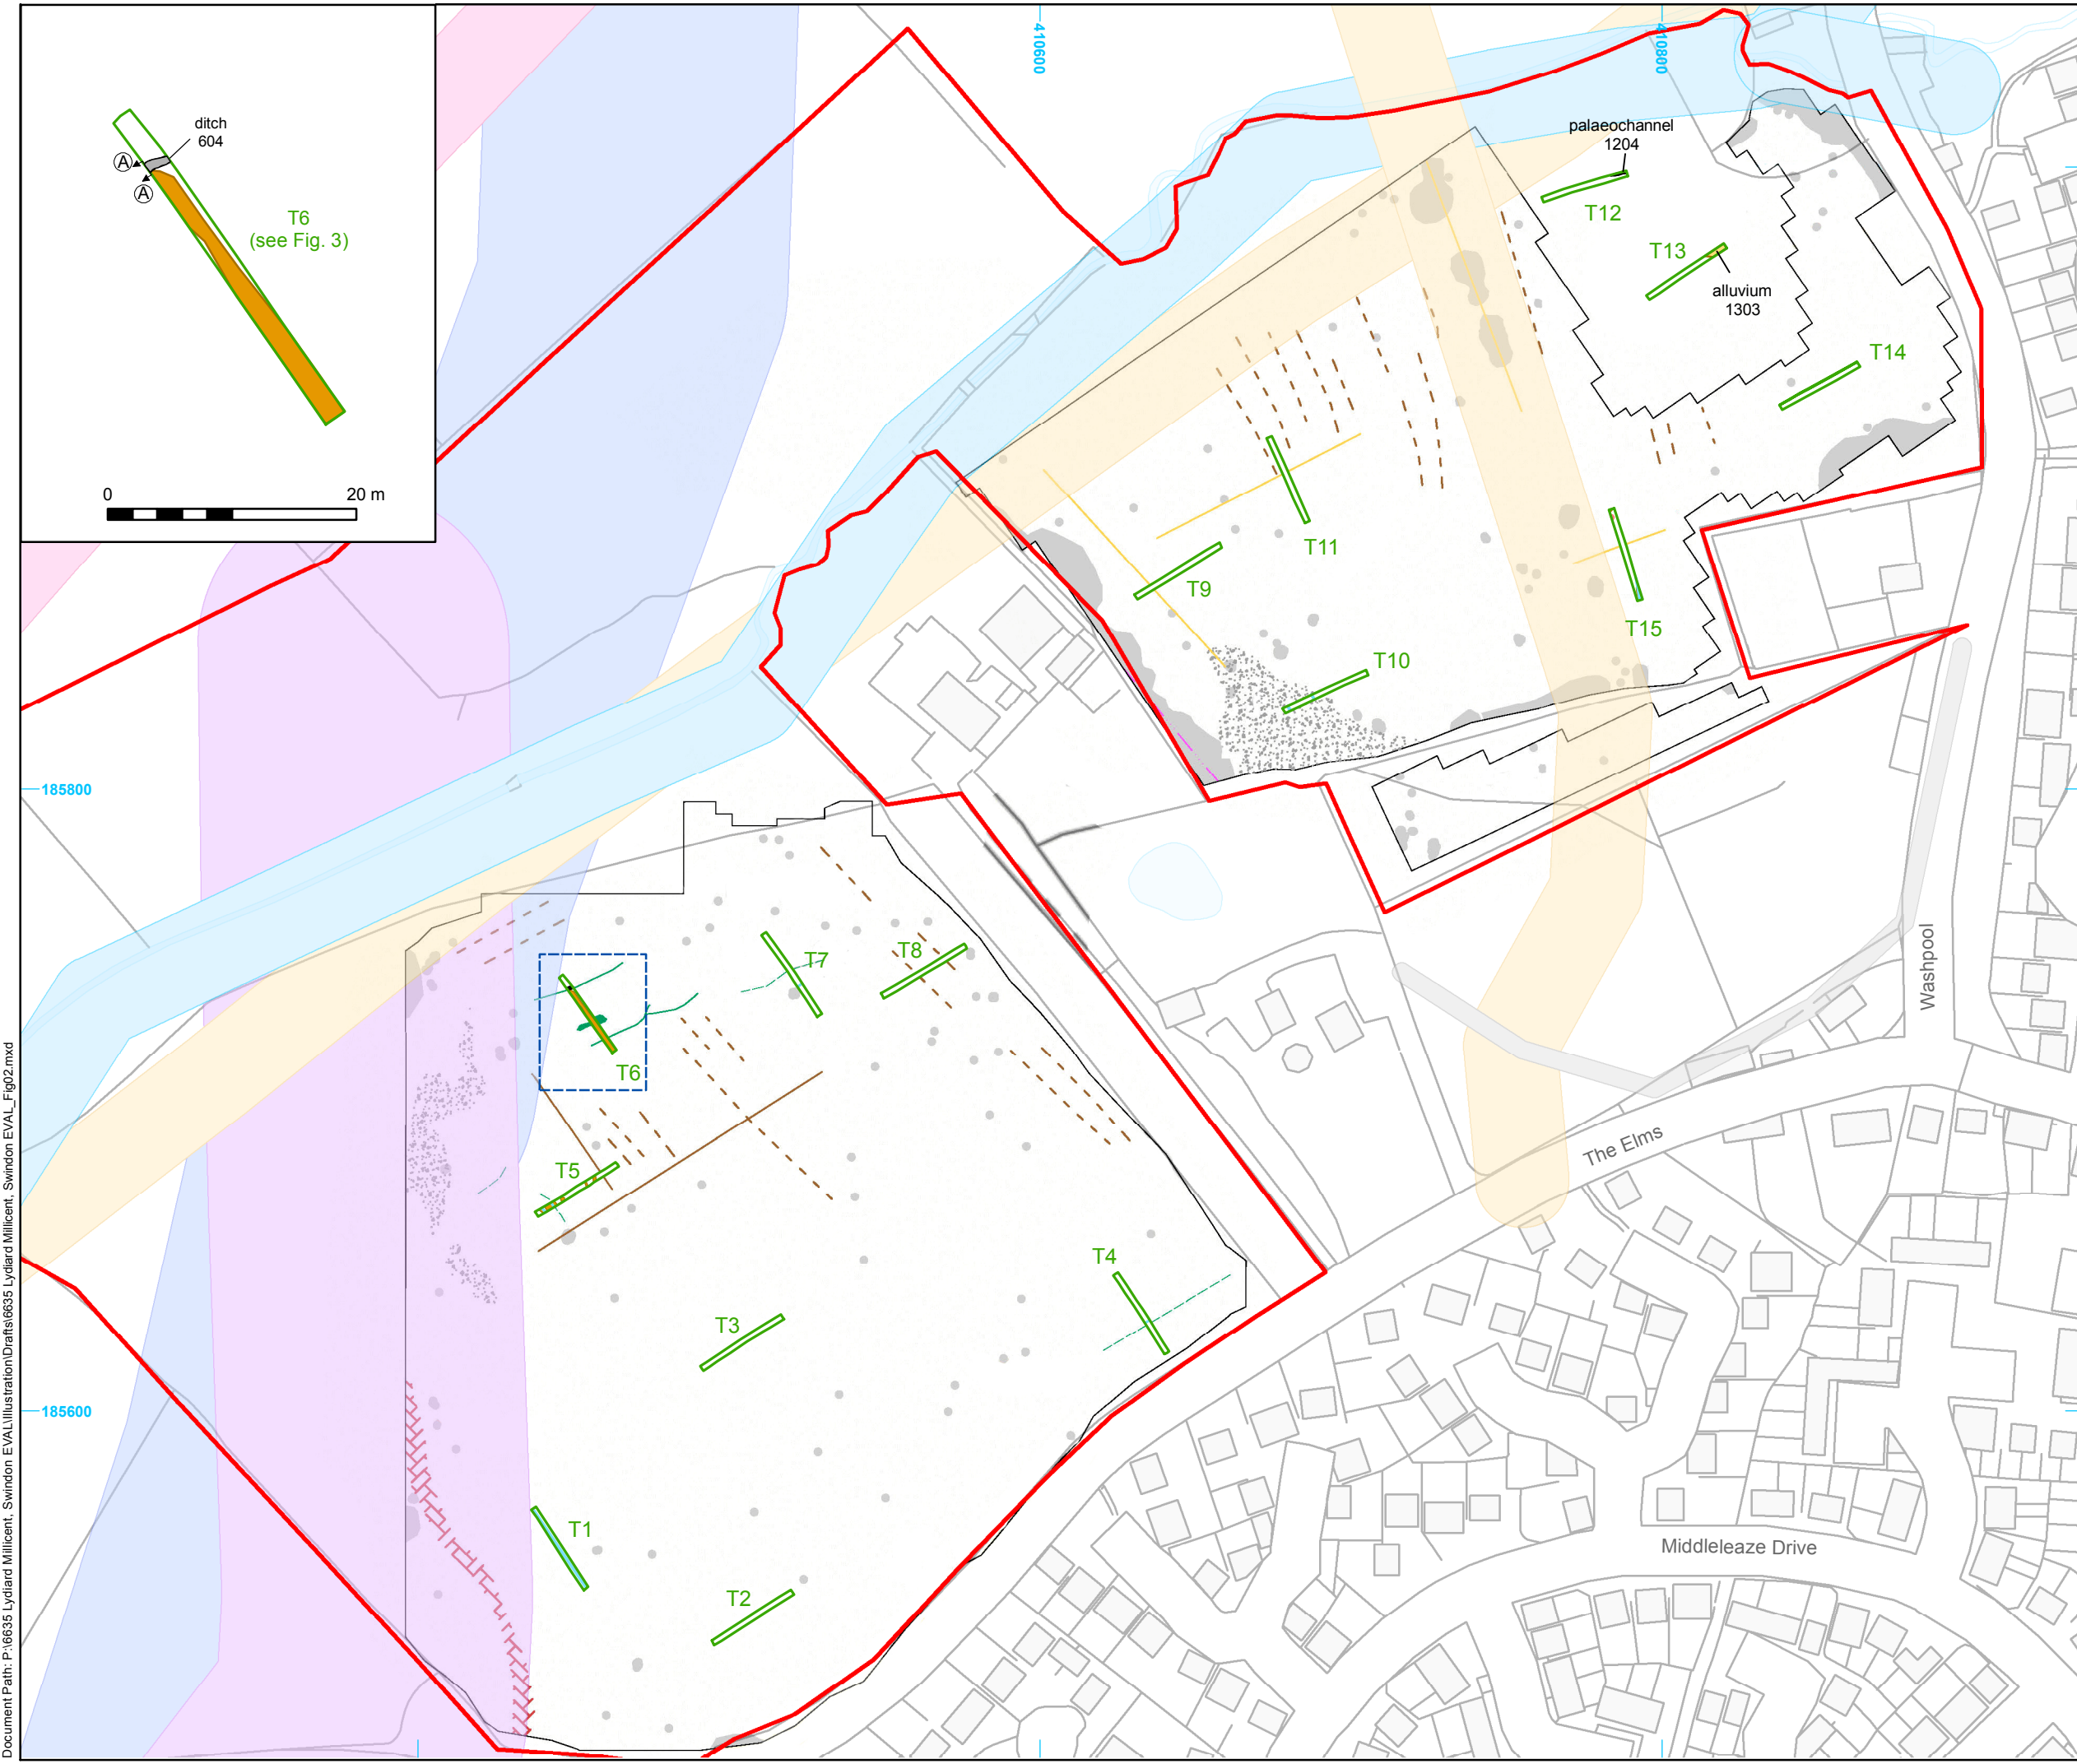 ditch
604
A
A
T6
(see Fig. 3)
0 20 m
410600
410800
palaeochannel
1204
T12
T13
alluvium
1303
T14
T11
T9
T15
T10
185800
Washpool
T7
T8
T6
The Elms
T5
T4
T3
185600
T1
Middleleaze Drive
T2
Document Path: P:\6635 Lydiard Millicent, Swindon EVAL\Illustration\Drafts\6635 Lydiard Millicent, Swindon EVAL_Fig02.mxd